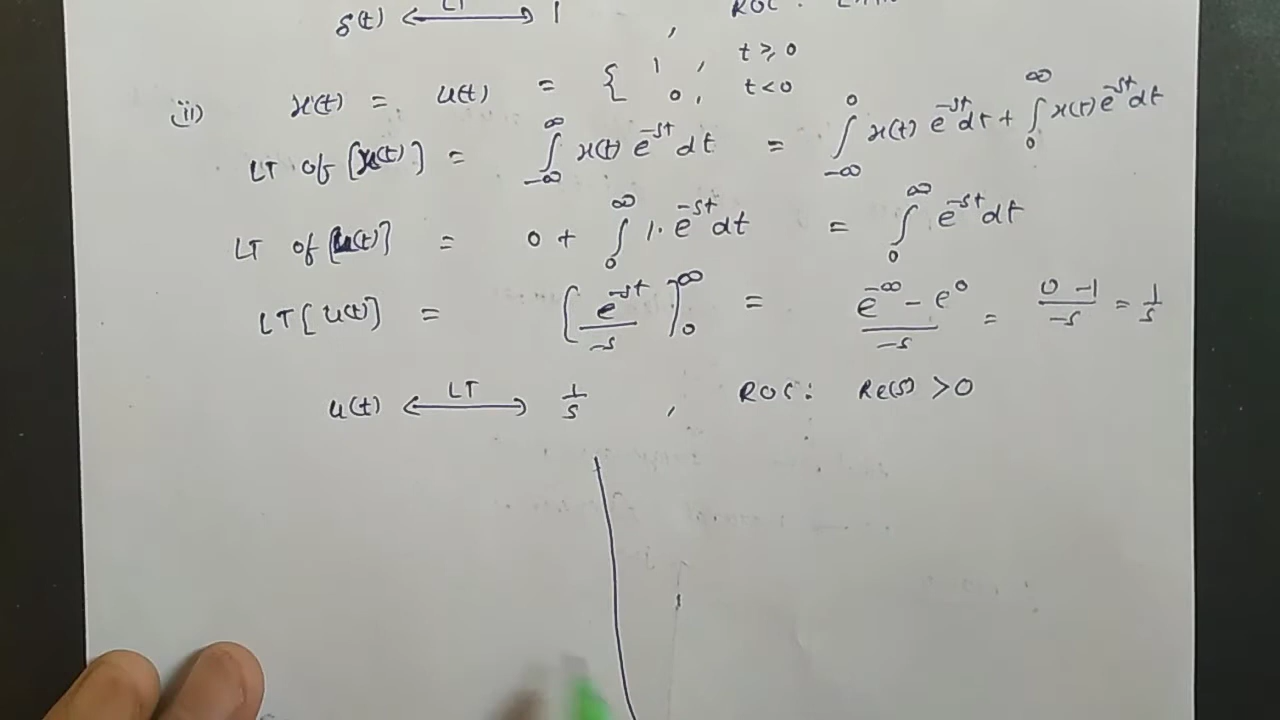 δ(t) ⟷ LT 1 , ROC :
ii) x(t) = u(t) = { 1 , t ≥ 0
0 , t < 0
LT of [x(t)] = ∫_{-∞}^{∞} x(t) e^{-st} dt = ∫_{-∞}^{0} x(t) e^{-st} dt + ∫_{0}^{∞} x(t) e^{-st} dt
LT of [u(t)] = 0 + ∫_{0}^{∞} 1. e^{-st} dt = ∫_{0}^{∞} e^{-st} dt
LT [u(t)] = [ e^{-st} / -s ]_{0}^{∞} = (e^{-∞} - e^{0}) / -s = (0 - 1) / -s = 1/s
u(t) ⟷ LT 1/s , ROC: Re(s) > 0